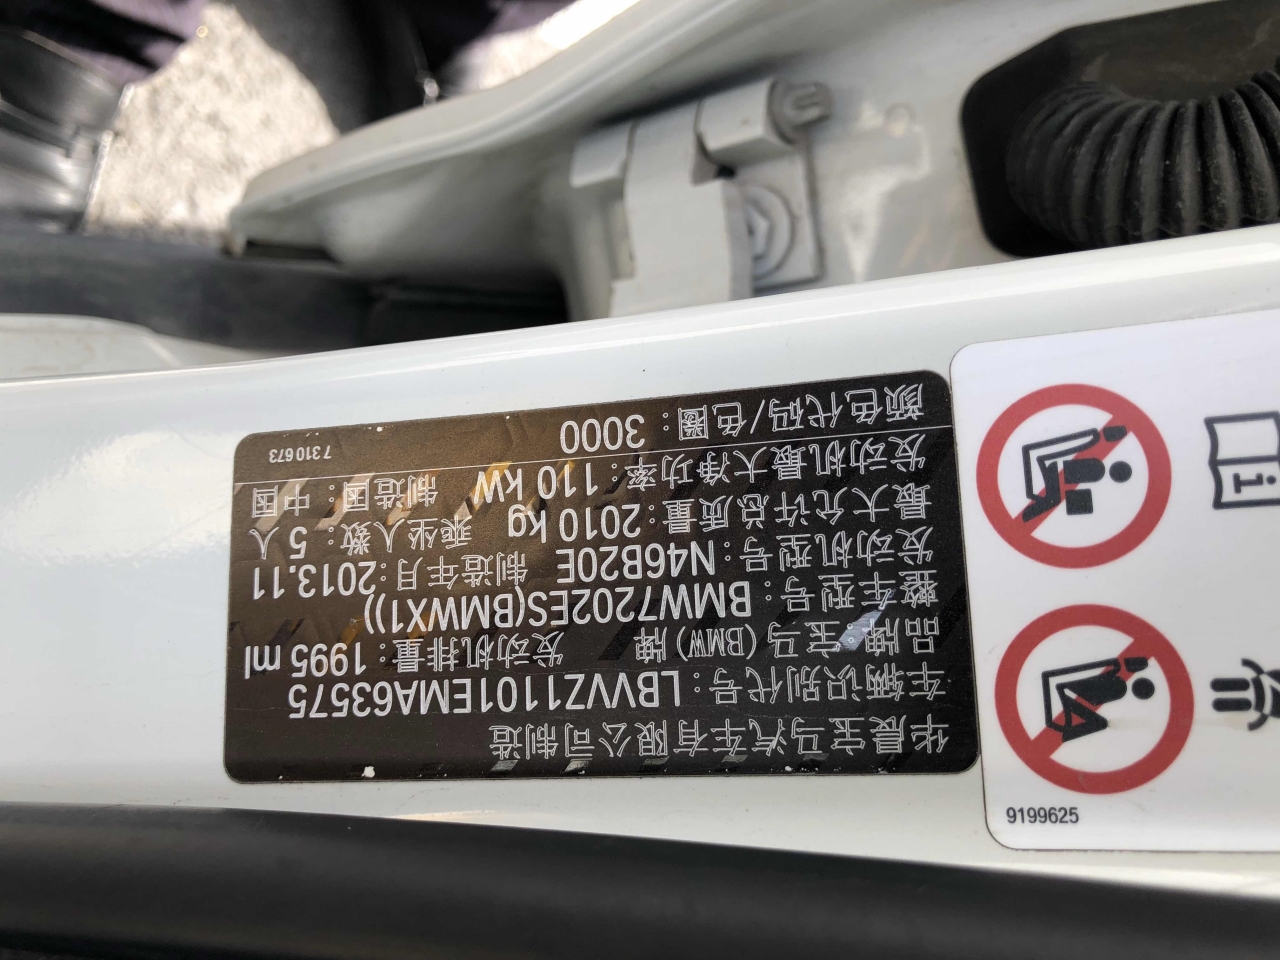 华晨宝马汽车有限公司制造
车辆识别代号：LBVVZ1101EMA63575
品牌：宝马（BMW）牌 发动机排量：1995 ml
整车型号：BMW7202ES(BMWX1))
发动机型号：N46B20E 制造年月：2013.11
最大允许总质量：2010 kg 乘坐人数：5 人
发动机最大净功率：110 kW 制造国：中国
颜色代码/色圈：3000 7310673
9199625